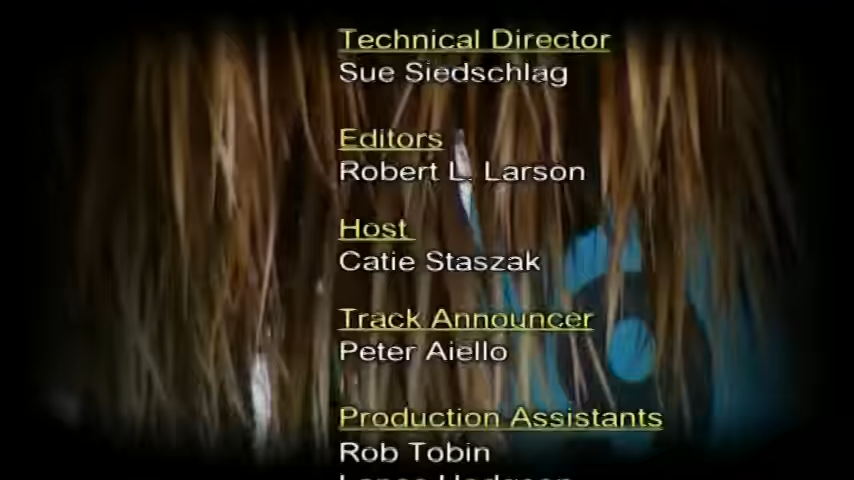 Technical Director
Sue Siedschlag
Editors
Robert L. Larson
Host
Catie Staszak
Track Announcer
Peter Aiello
Production Assistants
Rob Tobin